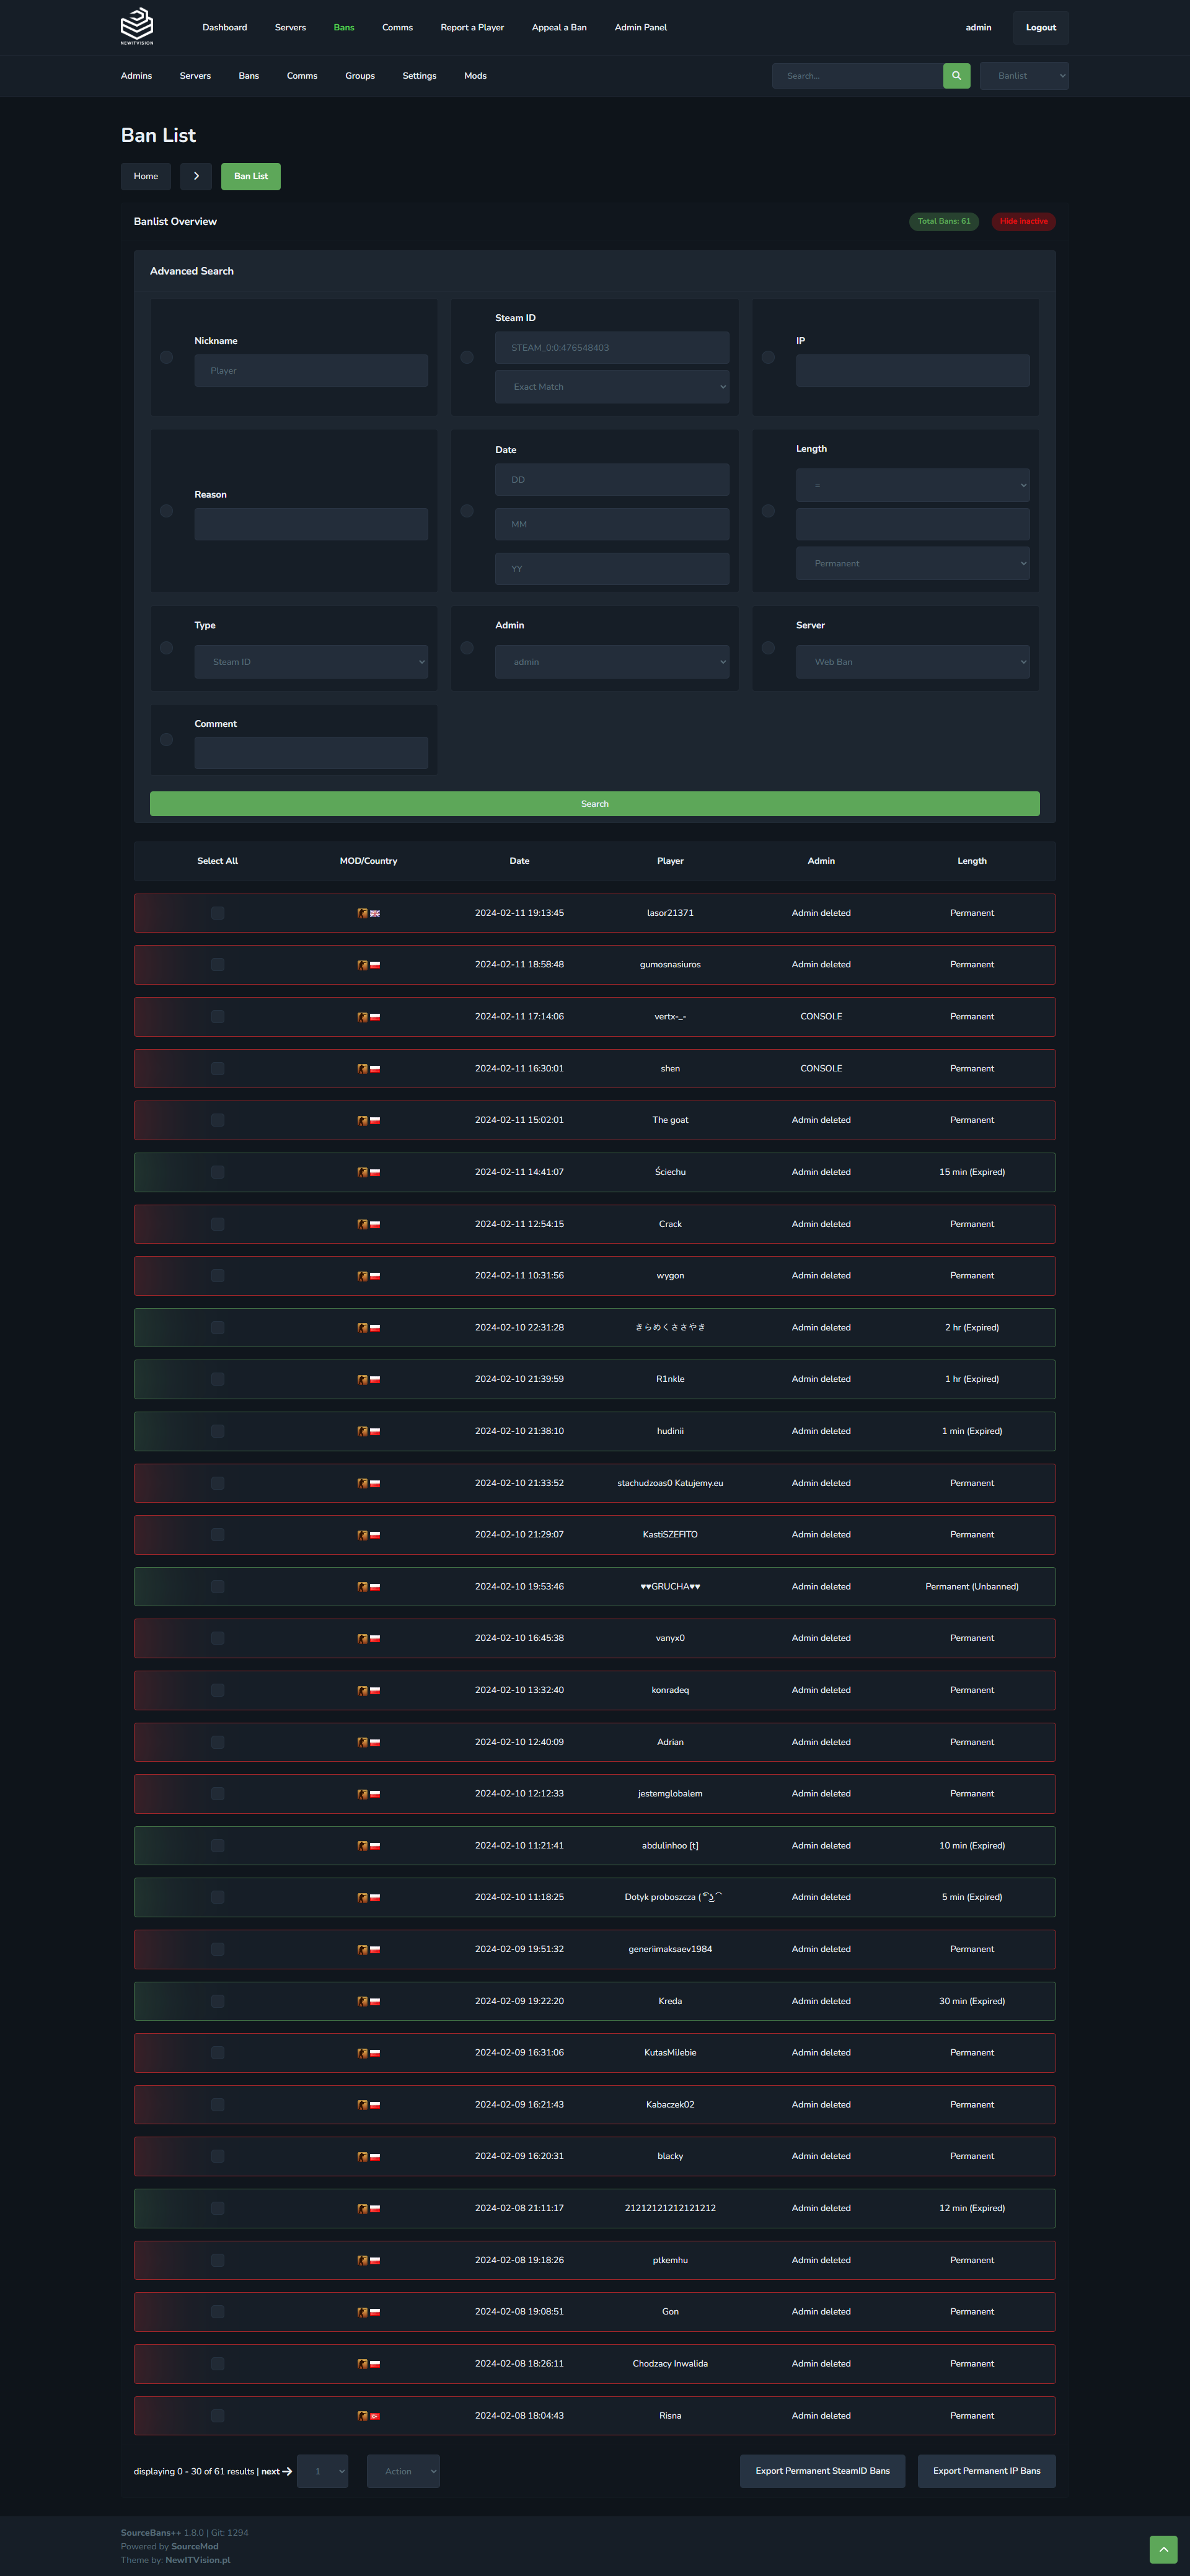 NEWITVISION
Dashboard Servers Bans Comms Report a Player Appeal a Ban Admin Panel admin Logout
Admins Servers Bans Comms Groups Settings Mods Search... Banlist
Ban List
Home Ban List
Banlist Overview Total Bans: 61 Hide Inactive
Advanced Search
Nickname
Player
Steam ID
STEAM_0:0:476548403
Exact Match
IP
Reason
Date
DD
MM
YY
Length
=
Permanent
Type
Steam ID
Admin
admin
Server
Web Ban
Comment
Search
Select All MOD/Country Date Player Admin Length
2024-02-11 19:13:45 lasor21371 Admin deleted Permanent
2024-02-11 18:58:48 gumosnasiuros Admin deleted Permanent
2024-02-11 17:14:06 vertx-_- CONSOLE Permanent
2024-02-11 16:30:01 shen CONSOLE Permanent
2024-02-11 15:02:01 The goat Admin deleted Permanent
2024-02-11 14:41:07 Ściechu Admin deleted 15 min (Expired)
2024-02-11 12:54:15 Crack Admin deleted Permanent
2024-02-11 10:31:56 wygon Admin deleted Permanent
2024-02-10 22:31:28 きらめくささやき Admin deleted 2 hr (Expired)
2024-02-10 21:39:59 R1nkle Admin deleted 1 hr (Expired)
2024-02-10 21:38:10 hudinii Admin deleted 1 min (Expired)
2024-02-10 21:33:52 stachudzoas0 Katujemy.eu Admin deleted Permanent
2024-02-10 21:29:07 KastiSZEFITO Admin deleted Permanent
2024-02-10 19:53:46 ♥♥GRUCHA♥♥ Admin deleted Permanent (Unbanned)
2024-02-10 16:45:38 vanyx0 Admin deleted Permanent
2024-02-10 13:32:40 konradeq Admin deleted Permanent
2024-02-10 12:40:09 Adrian Admin deleted Permanent
2024-02-10 12:12:33 jestemglobalem Admin deleted Permanent
2024-02-10 11:21:41 abdulinhoo [t] Admin deleted 10 min (Expired)
2024-02-10 11:18:25 Dotyk proboszcza ( ͡° ͜ʖ ͡ Admin deleted 5 min (Expired)
2024-02-09 19:51:32 generiimaksaev1984 Admin deleted Permanent
2024-02-09 19:22:20 Kreda Admin deleted 30 min (Expired)
2024-02-09 16:31:06 KutasMiJebie Admin deleted Permanent
2024-02-09 16:21:43 Kabaczek02 Admin deleted Permanent
2024-02-09 16:20:31 blacky Admin deleted Permanent
2024-02-08 21:11:17 21212121212121212 Admin deleted 12 min (Expired)
2024-02-08 19:18:26 ptkemhu Admin deleted Permanent
2024-02-08 19:08:51 Gon Admin deleted Permanent
2024-02-08 18:26:11 Chodzacy Inwalida Admin deleted Permanent
2024-02-08 18:04:43 Risna Admin deleted Permanent
displaying 0 - 30 of 61 results | next 1 Action Export Permanent SteamID Bans Export Permanent IP Bans
SourceBans++ 1.8.0 | Git: 1294
Powered by SourceMod
Theme by: NewITVision.pl